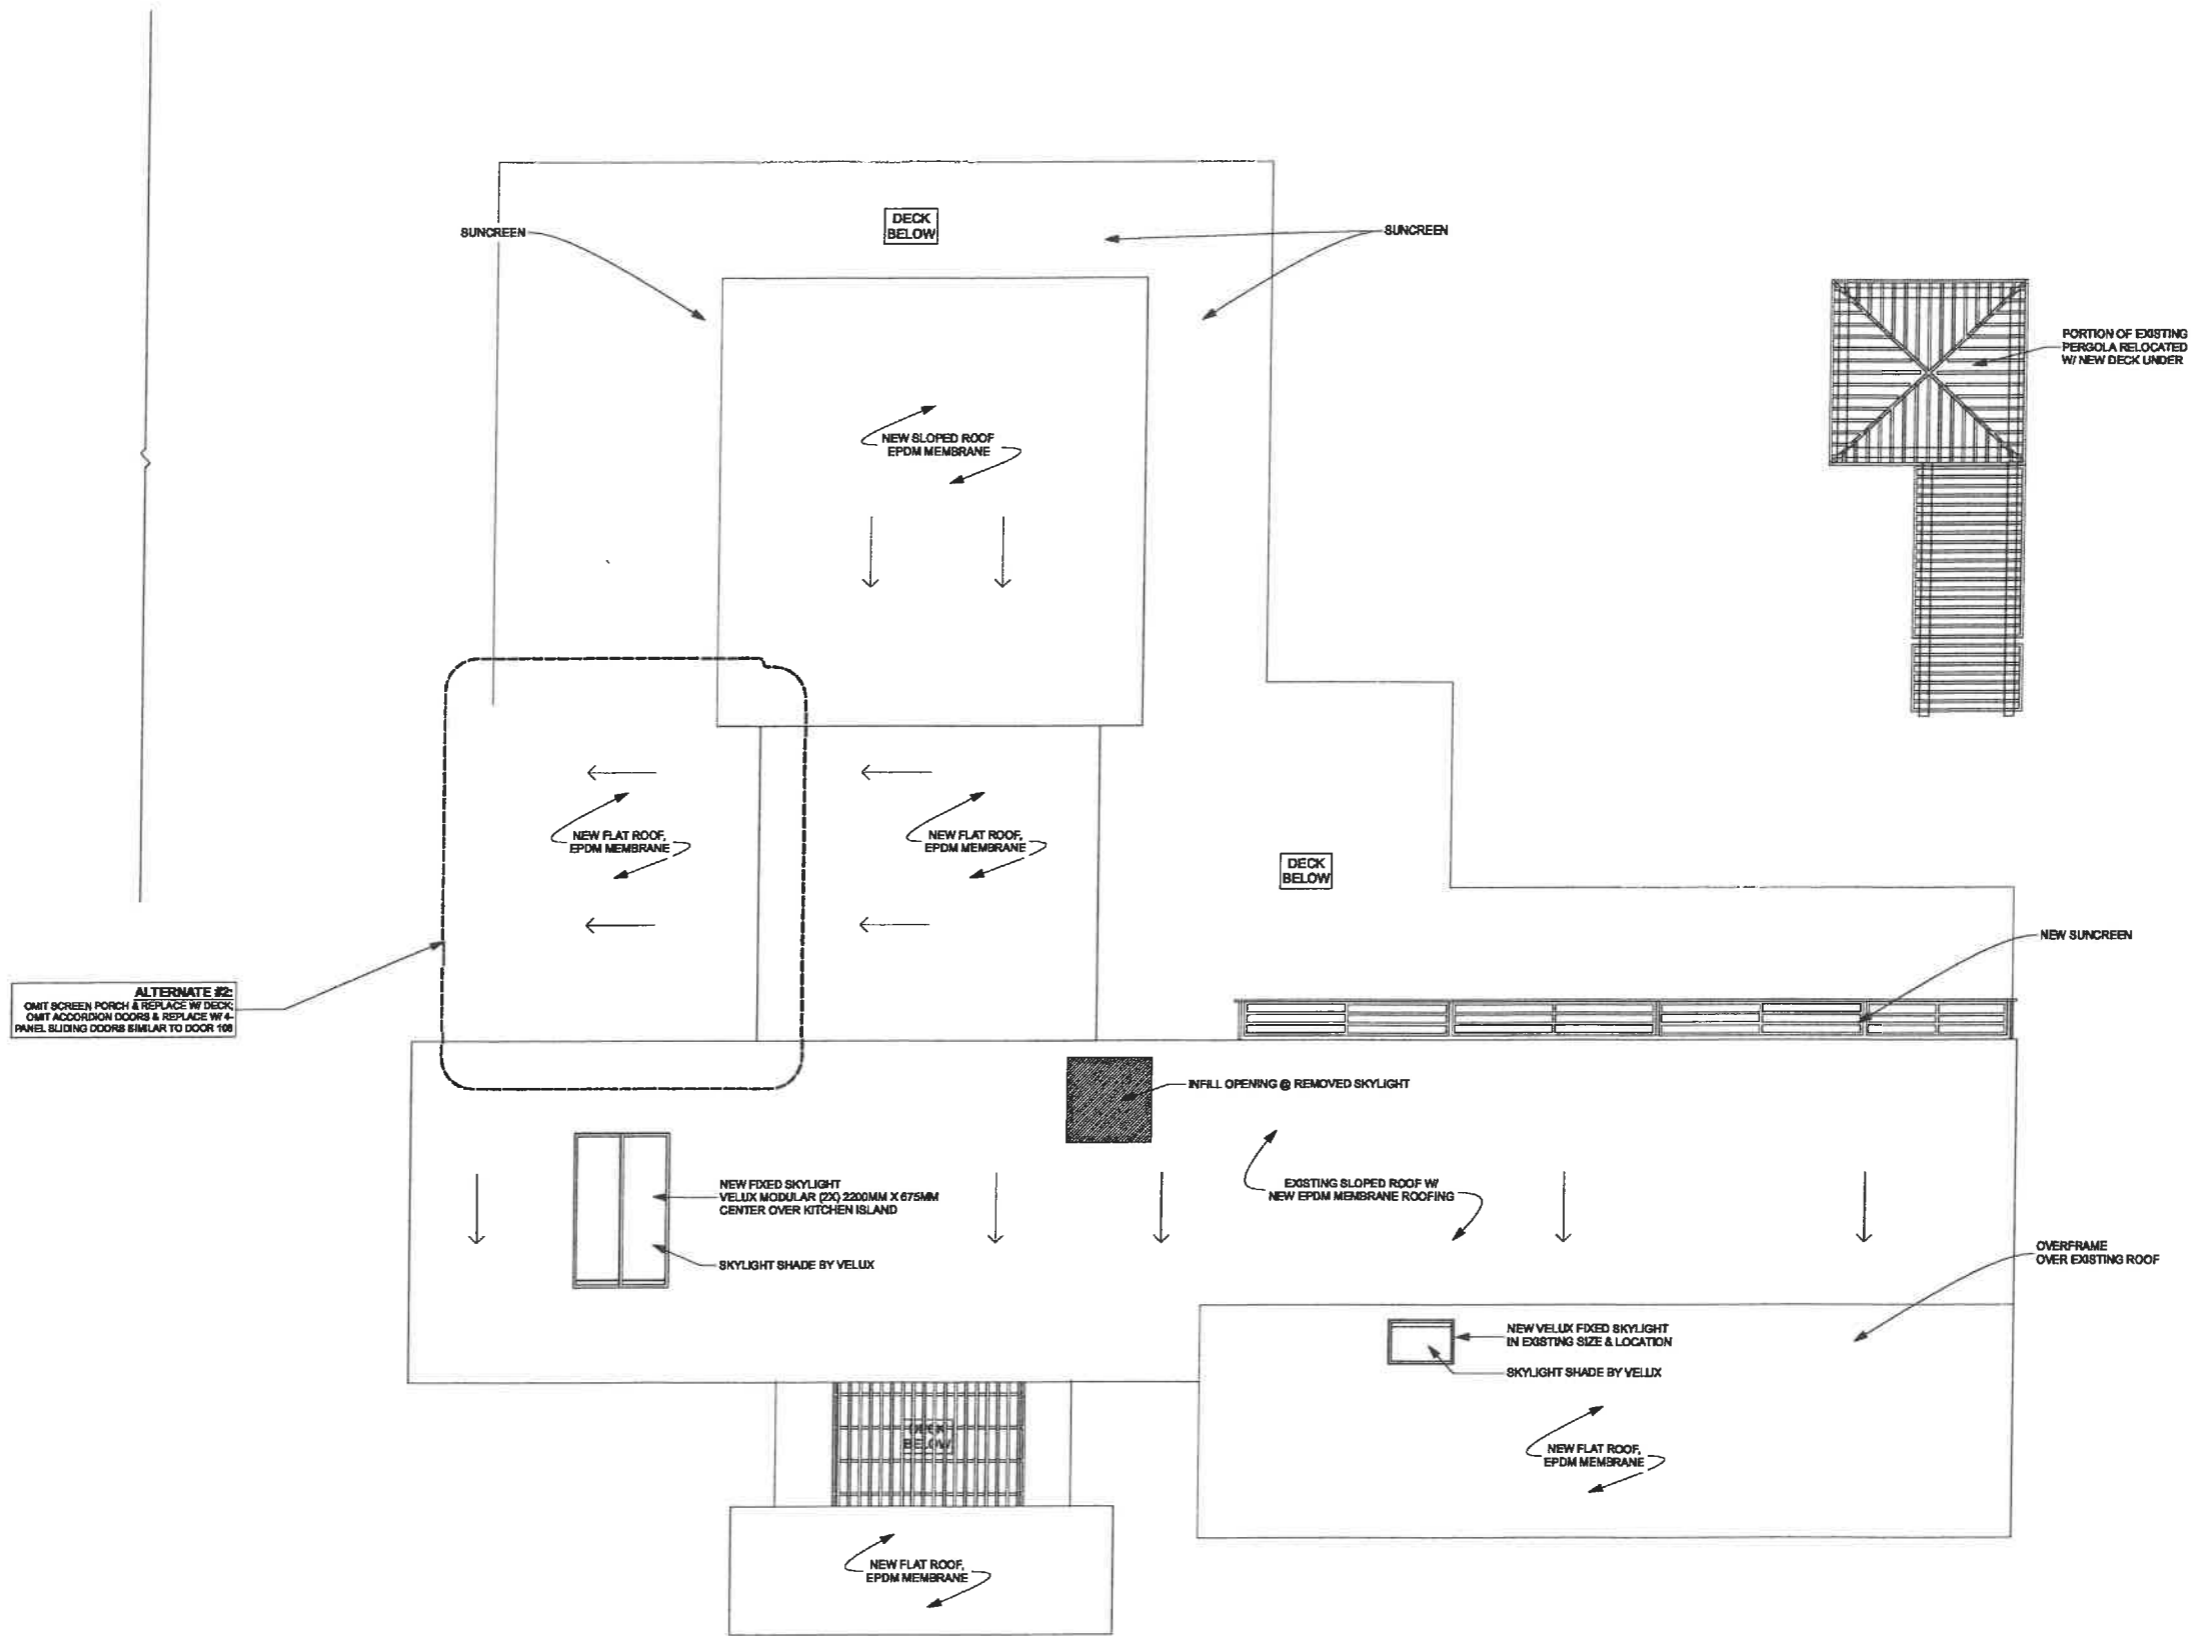 DECK
BELOW
SUNCREEN
SUNCREEN
PORTION OF EXISTING
PERGOLA RELOCATED
W/ NEW DECK UNDER
NEW SLOPED ROOF
EPDM MEMBRANE
NEW FLAT ROOF,
EPDM MEMBRANE
NEW FLAT ROOF,
EPDM MEMBRANE
DECK
BELOW
NEW SUNCREEN
ALTERNATE #2:
OMIT SCREEN PORCH & REPLACE W/ DECK;
OMIT ACCORDION DOORS & REPLACE W/ 4-
PANEL SLIDING DOORS SIMILAR TO DOOR 108
INFILL OPENING @ REMOVED SKYLIGHT
NEW FIXED SKYLIGHT
VELUX MODULAR (2X) 2200MM X 675MM
CENTER OVER KITCHEN ISLAND
EXISTING SLOPED ROOF W/
NEW EPDM MEMBRANE ROOFING
SKYLIGHT SHADE BY VELUX
OVERFRAME
OVER EXISTING ROOF
NEW VELUX FIXED SKYLIGHT
IN EXISTING SIZE & LOCATION
SKYLIGHT SHADE BY VELUX
DECK
BELOW
NEW FLAT ROOF,
EPDM MEMBRANE
NEW FLAT ROOF,
EPDM MEMBRANE